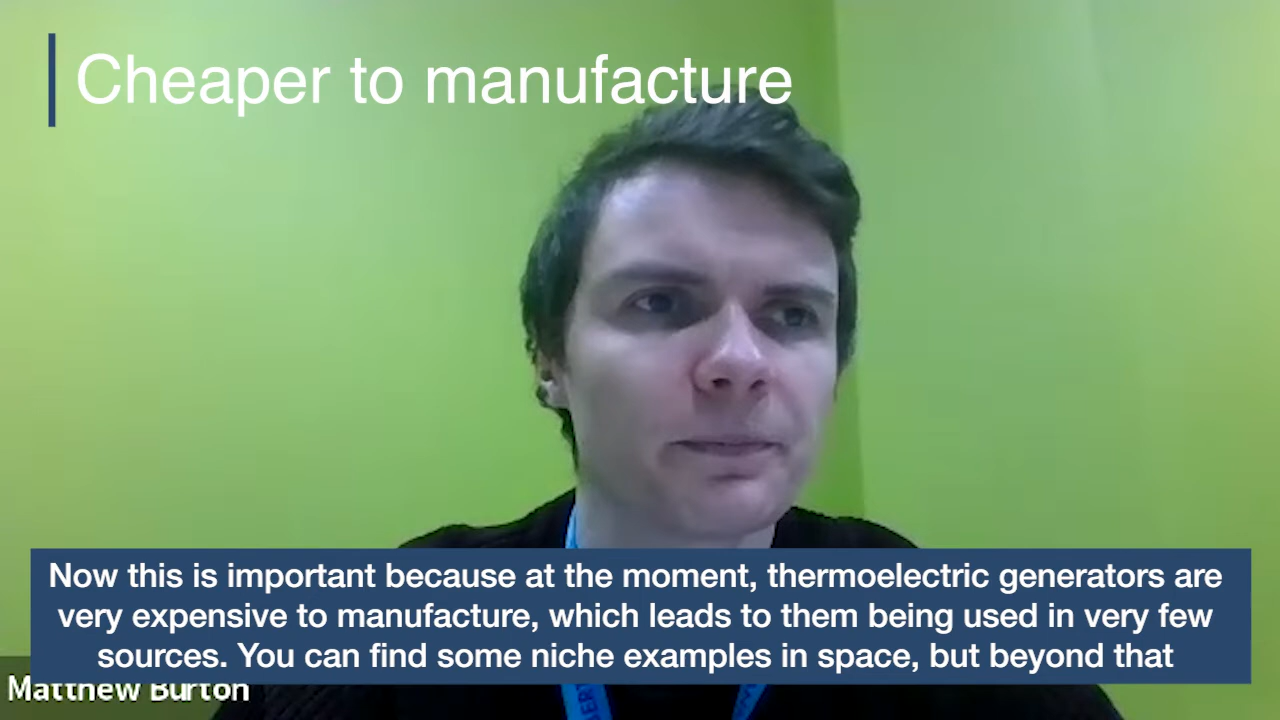 Cheaper to manufacture
Now this is important because at the moment, thermoelectric generators are
very expensive to manufacture, which leads to them being used in very few
sources. You can find some niche examples in space, but beyond that
Matthew Burton